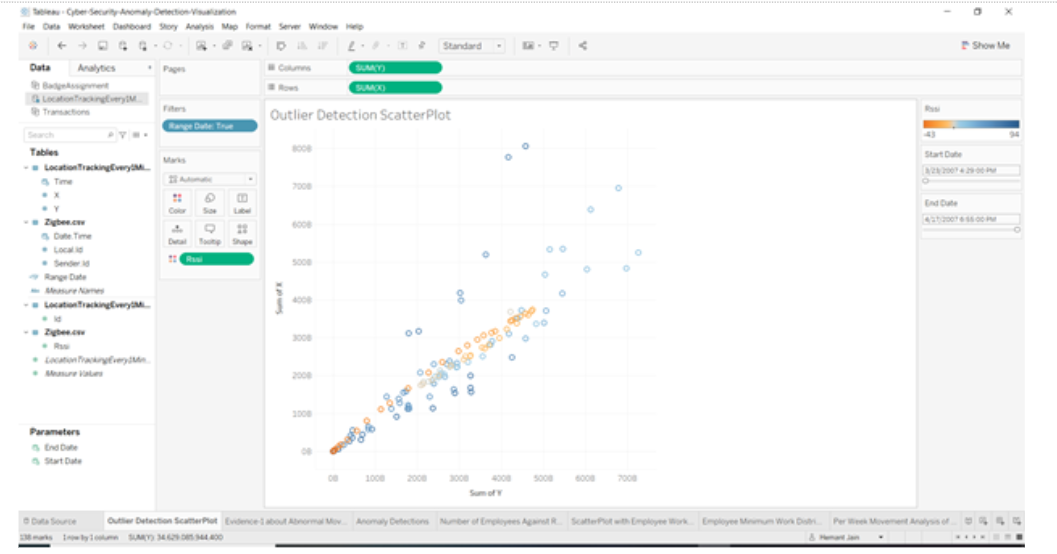 Tableau - Cyber-Security-Anomaly-Detection-Visualization
File Data Worksheet Dashboard Story Analysis Map Format Server Window Help
Standard
Show Me
Data Analytics
BadgeAssignment
LocationTrackingEvery1M...
Transactions
Search
Tables
LocationTrackingEvery1Mi...
Time
X
Y
Zigbee.csv
Date.Time
Local.Id
Sender.Id
Range Date
Measure Names
LocationTrackingEvery1Mi...
Id
Zigbee.csv
Rssi
LocationTrackingEvery1Min...
Measure Values
Parameters
End Date
Start Date
Pages
Filters
Range Date: True
Marks
Automatic
Color Size Label
Detail Tooltip Shape
Rssi
Columns SUM(Y)
Rows SUM(X)
Outlier Detection ScatterPlot
Sum of X
800B
700B
600B
500B
400B
300B
200B
100B
0B
0B 100B 200B 300B 400B 500B 600B 700B
Sum of Y
Rssi
-43 94
Start Date
3/23/2007 4:29:00 PM
End Date
4/17/2007 6:55:00 PM
Data Source Outlier Detection ScatterPlot Evidence-1 about Abnormal Mov... Anomaly Detections Number of Employees Against R... ScatterPlot with Employee Work... Employee Minimum Work Distri... Per Week Movement Analysis of ...
138 marks 1 row by 1 column SUM(Y): 34,629,085,944,400
Hemant Jain